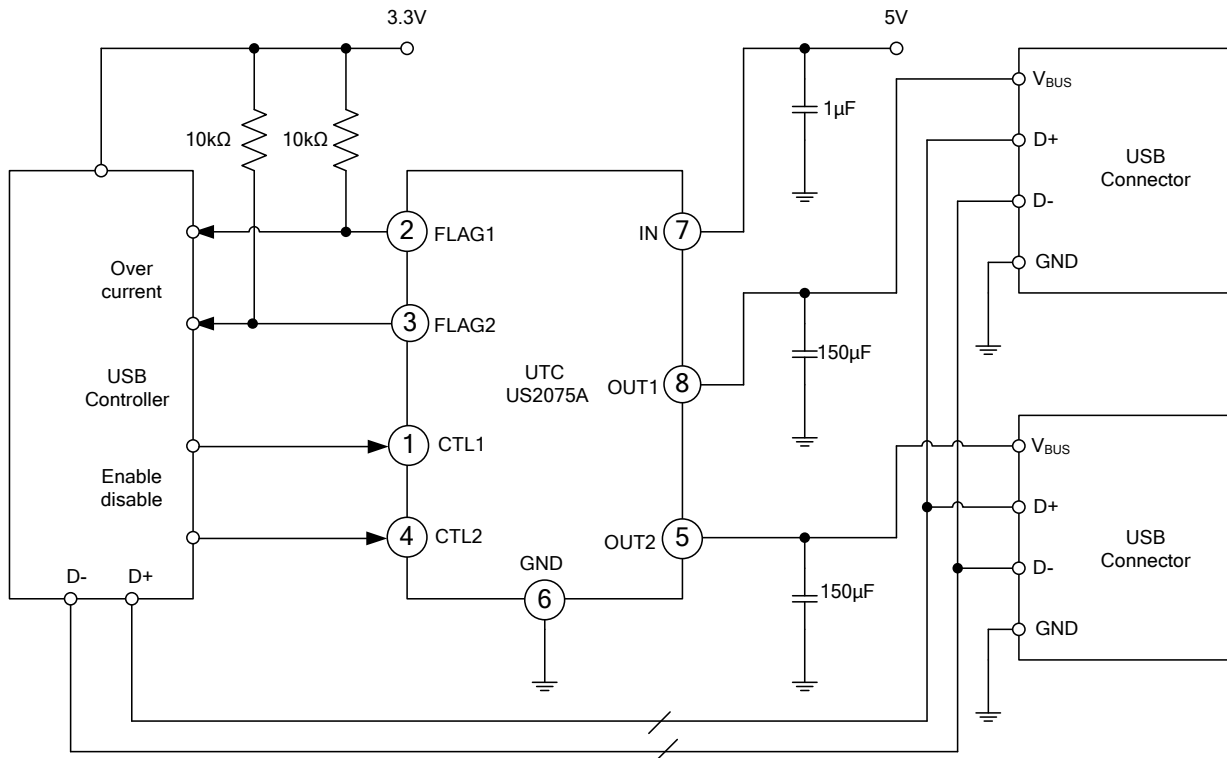 3.3V
5V
10kΩ
10kΩ
1µF
V_BUS
D+
D-
GND
USB
Connector
2
FLAG1
IN
7
Over
current
3
FLAG2
USB
Controller
UTC
US2075A
OUT1
8
150µF
1
CTL1
Enable
disable
4
CTL2
GND
6
OUT2
5
150µF
V_BUS
D+
D-
GND
USB
Connector
D-
D+